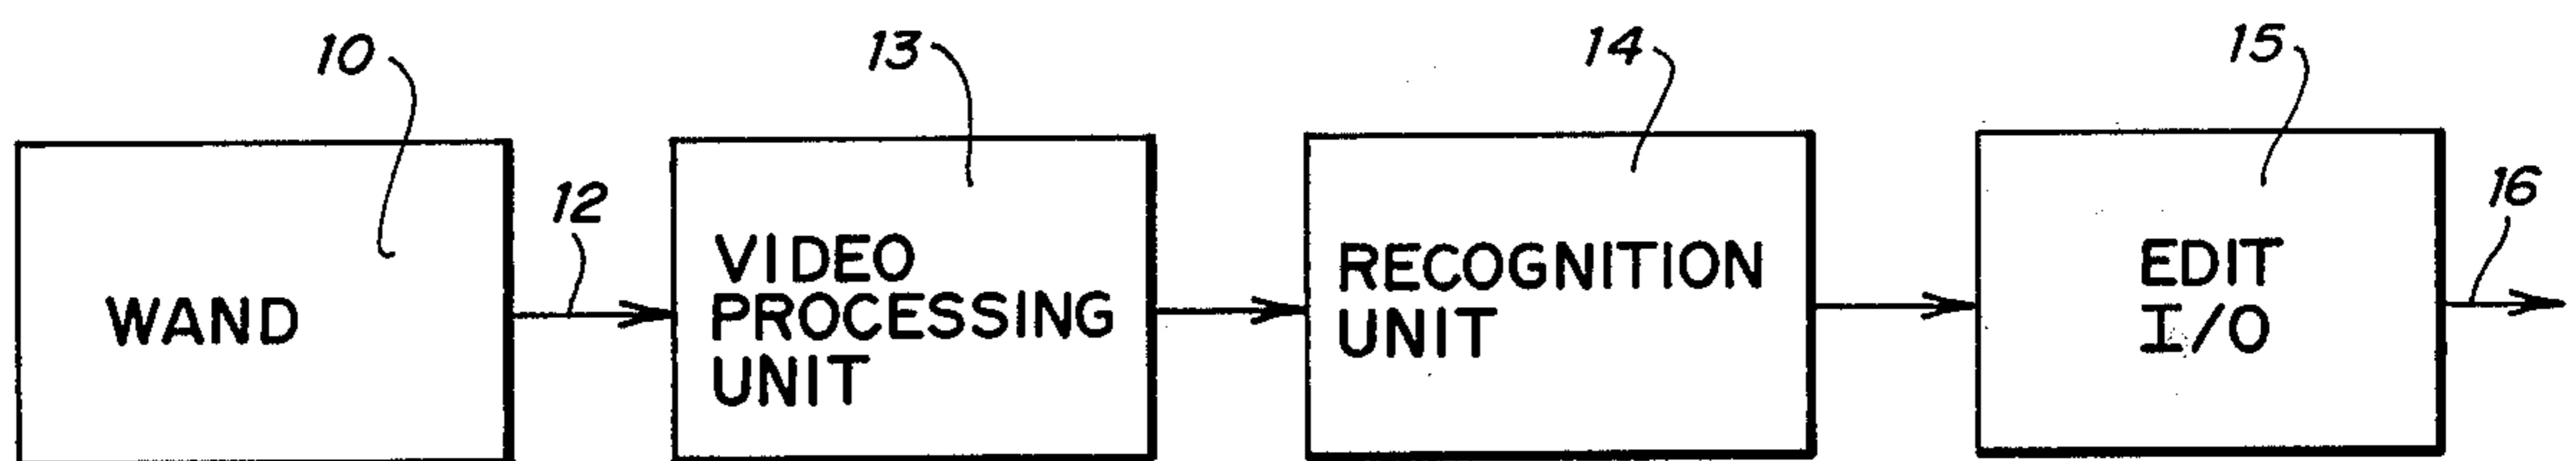 10
13
14
15
12
16
WAND
VIDEO
PROCESSING
UNIT
RECOGNITION
UNIT
EDIT
I/O